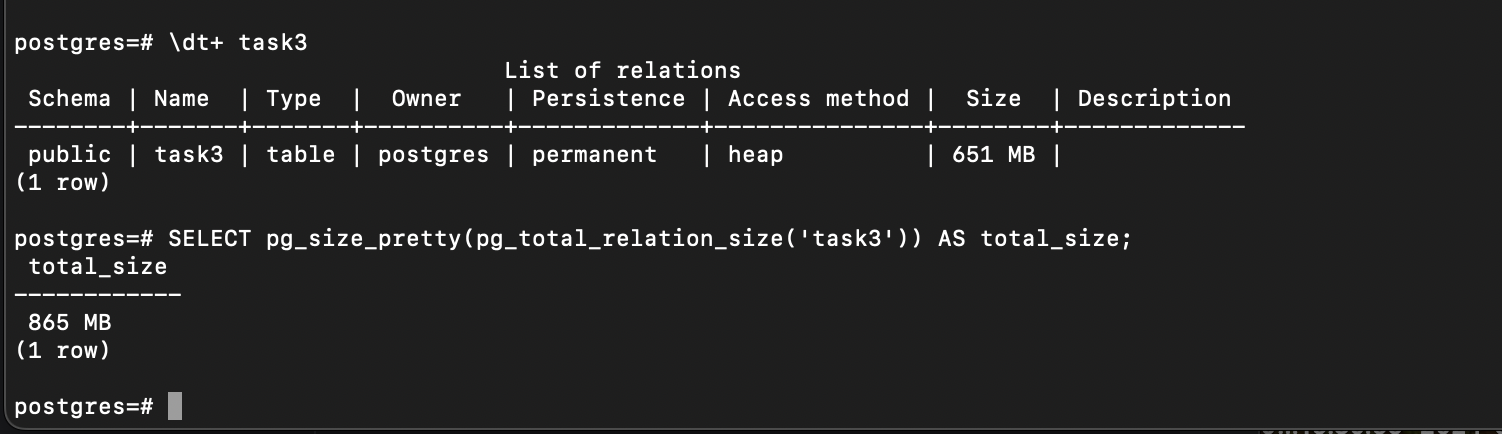 postgres=# \dt+ task3
List of relations
Schema | Name | Type | Owner | Persistence | Access method | Size | Description
--------+-------+-------+----------+-------------+---------------+--------+-------------
public | task3 | table | postgres | permanent | heap | 651 MB |
(1 row)
postgres=# SELECT pg_size_pretty(pg_total_relation_size('task3')) AS total_size;
total_size
------------
865 MB
(1 row)
postgres=#